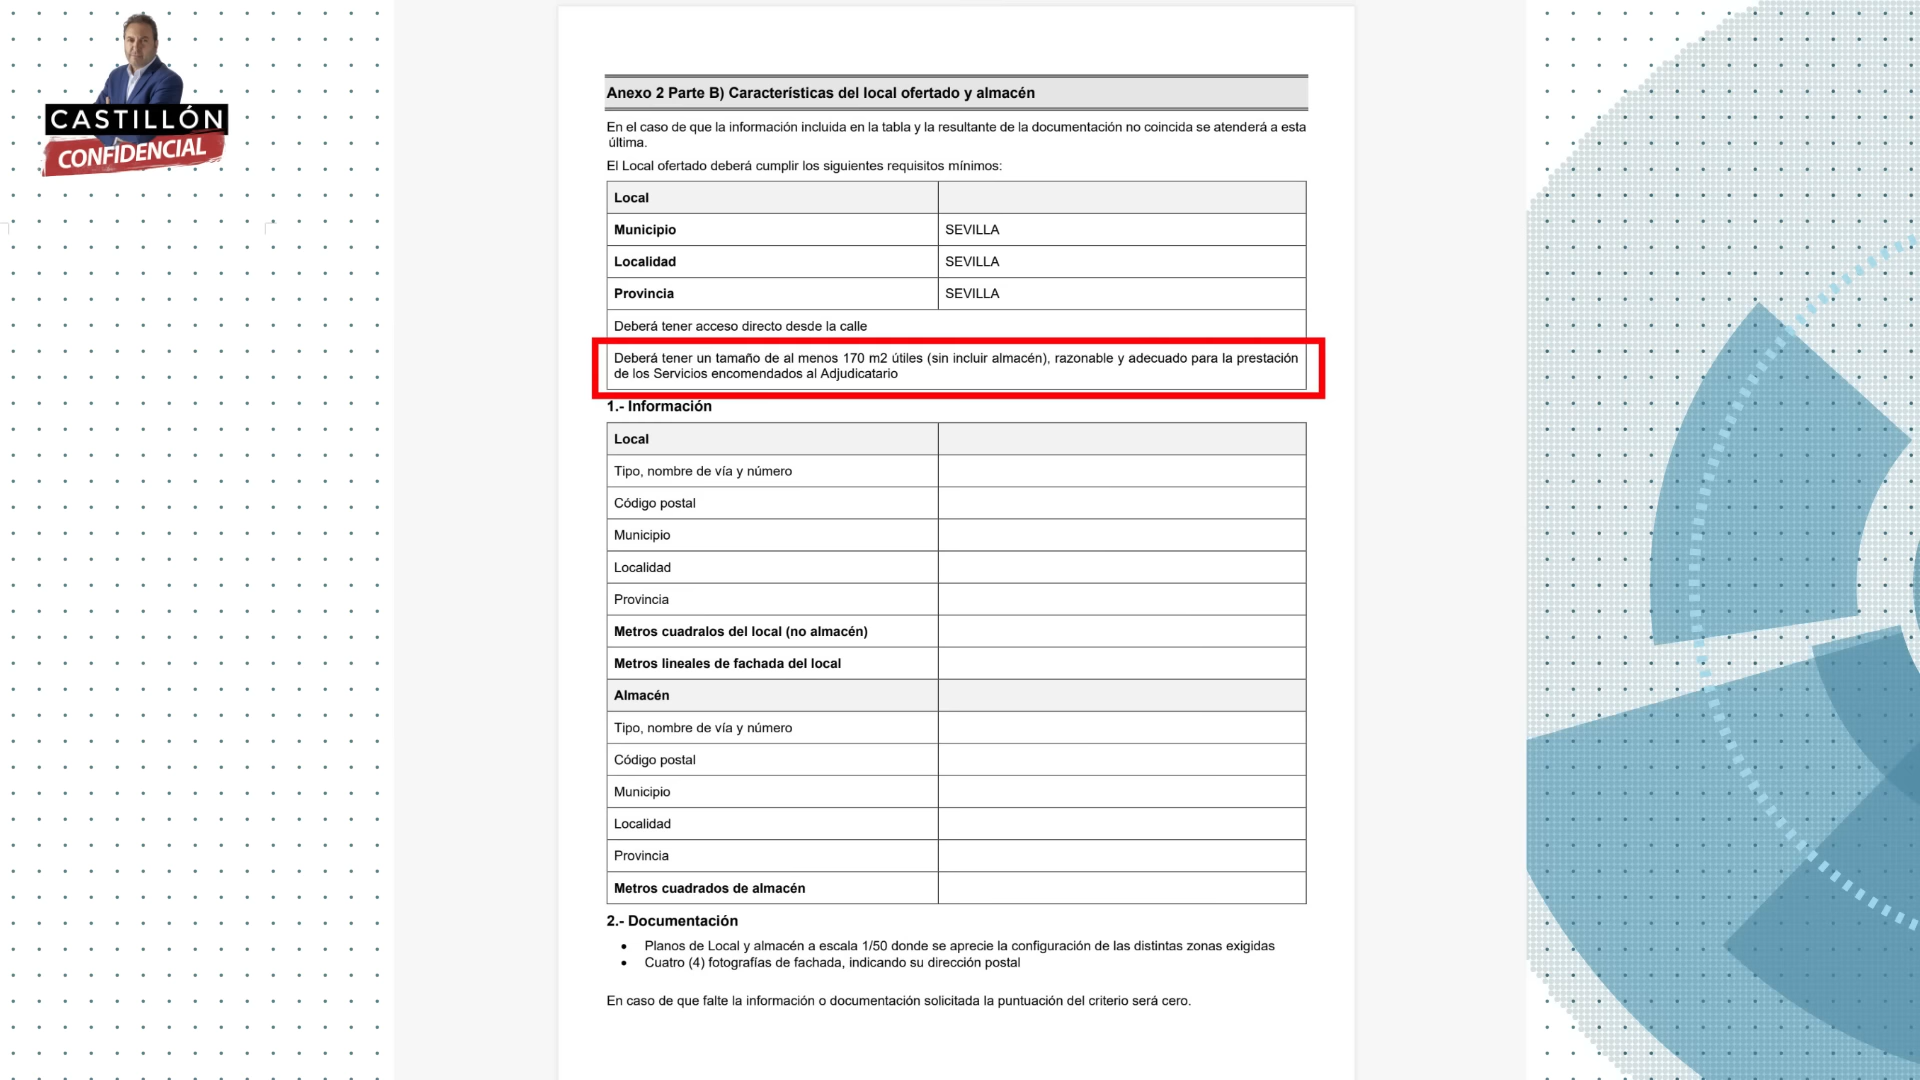 CASTILLÓN
CONFIDENCIAL
Anexo 2 Parte B) Características del local ofertado y almacén
En el caso de que la información incluida en la tabla y la resultante de la documentación no coincida se atenderá a esta
última.
El Local ofertado deberá cumplir los siguientes requisitos mínimos:
Local
Municipio SEVILLA
Localidad SEVILLA
Provincia SEVILLA
Deberá tener acceso directo desde la calle
Deberá tener un tamaño de al menos 170 m2 útiles (sin incluir almacén), razonable y adecuado para la prestación
de los Servicios encomendados al Adjudicatario
1.- Información
Local
Tipo, nombre de vía y número
Código postal
Municipio
Localidad
Provincia
Metros cuadralos del local (no almacén)
Metros lineales de fachada del local
Almacén
Tipo, nombre de vía y número
Código postal
Municipio
Localidad
Provincia
Metros cuadrados de almacén
2.- Documentación
• Planos de Local y almacén a escala 1/50 donde se aprecie la configuración de las distintas zonas exigidas
• Cuatro (4) fotografías de fachada, indicando su dirección postal
En caso de que falte la información o documentación solicitada la puntuación del criterio será cero.